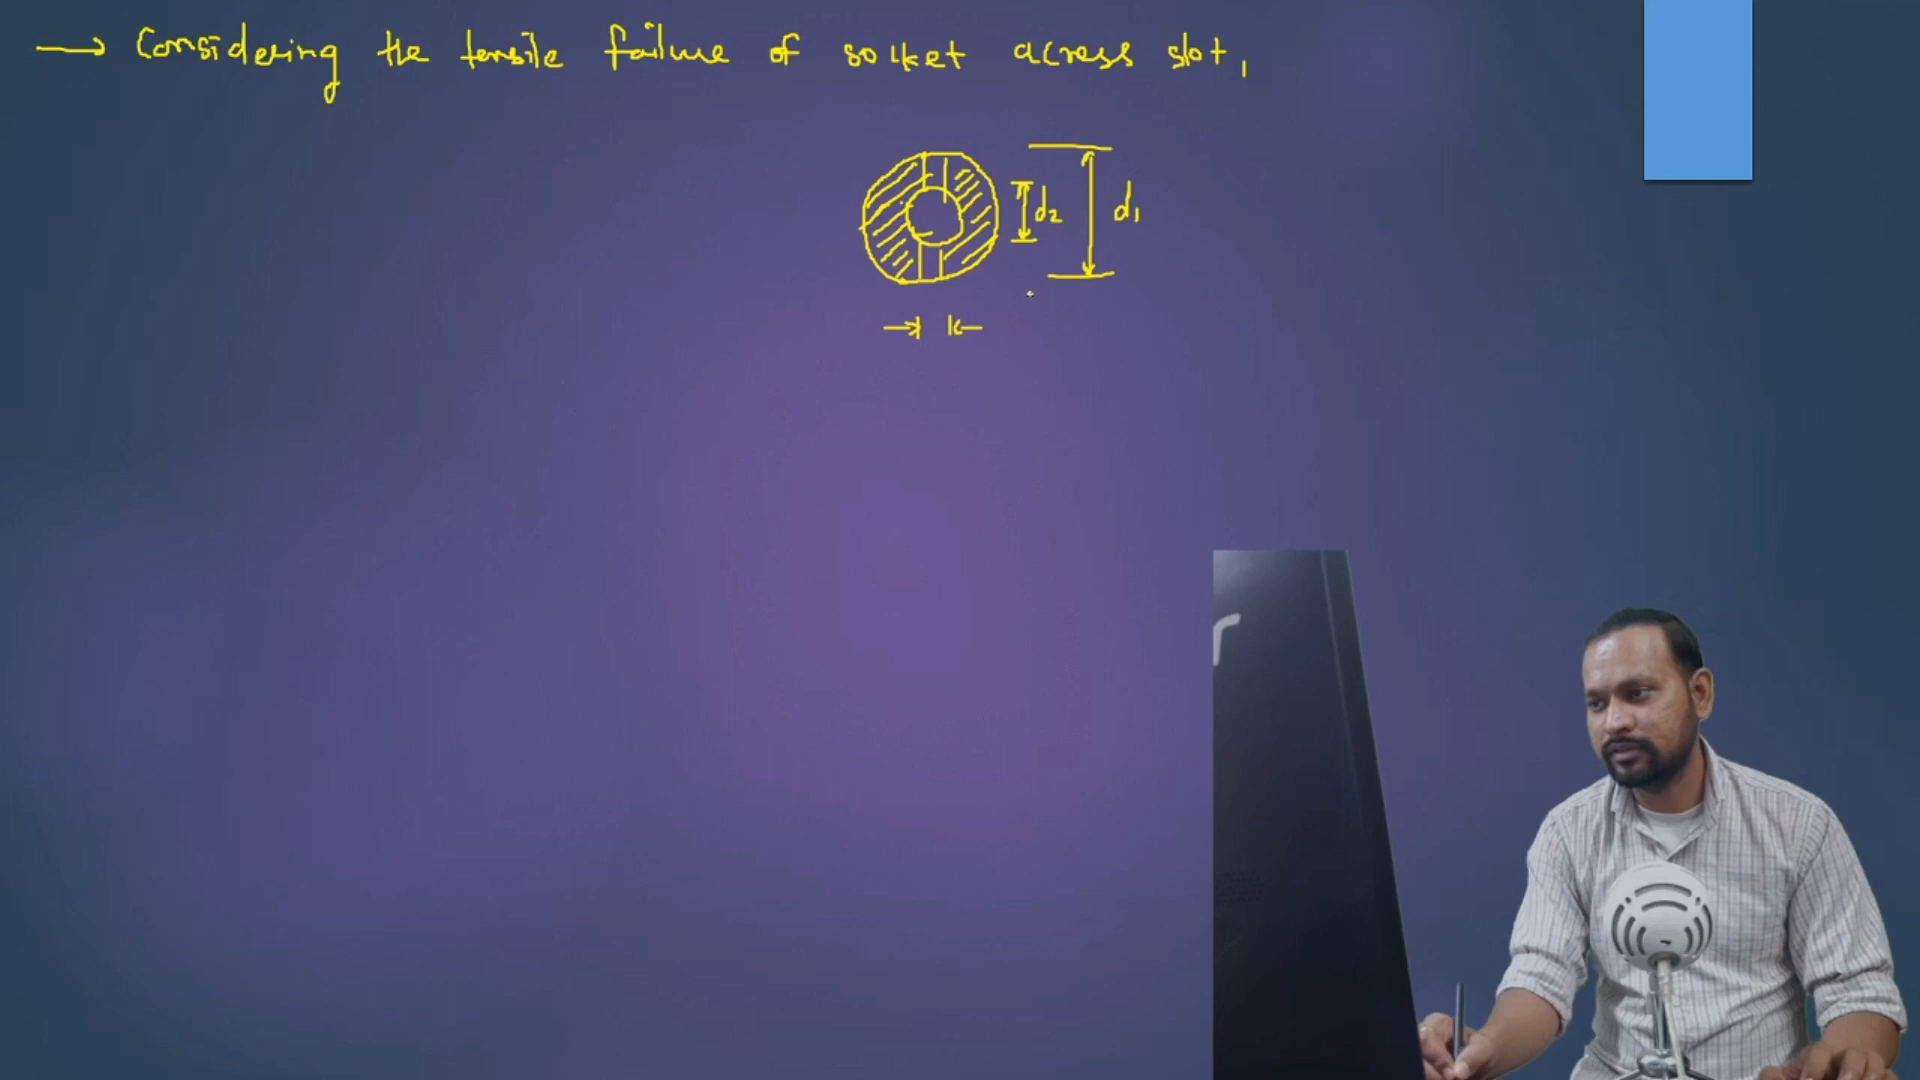 → Considering the tensile failure of socket across slot,
d₂ d₁
r